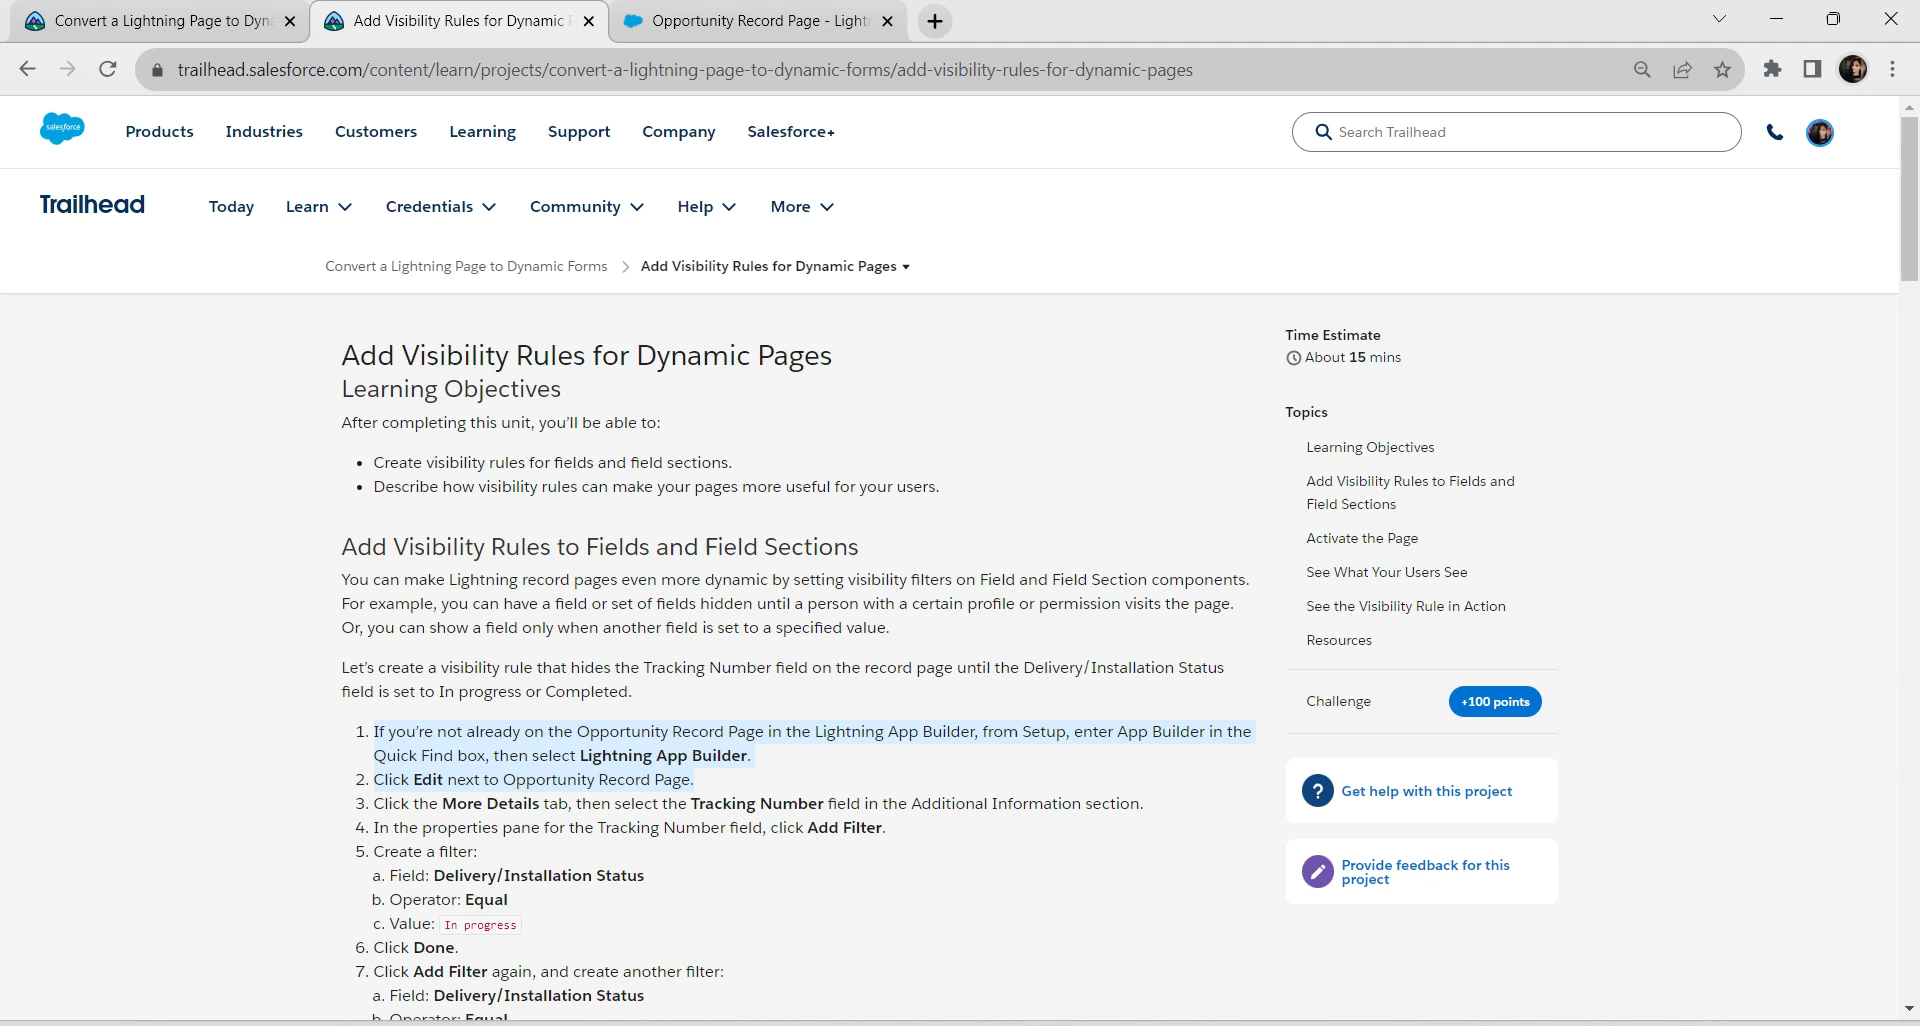 Convert a Lightning Page to Dyn
Add Visibility Rules for Dynamic
Opportunity Record Page - Light
trailhead.salesforce.com/content/learn/projects/convert-a-lightning-page-to-dynamic-forms/add-visibility-rules-for-dynamic-pages
salesforce
Products Industries Customers Learning Support Company Salesforce+
Search Trailhead
Trailhead
Today Learn Credentials Community Help More
Convert a Lightning Page to Dynamic Forms > Add Visibility Rules for Dynamic Pages
Add Visibility Rules for Dynamic Pages
Learning Objectives
After completing this unit, you'll be able to:
• Create visibility rules for fields and field sections.
• Describe how visibility rules can make your pages more useful for your users.
Add Visibility Rules to Fields and Field Sections
You can make Lightning record pages even more dynamic by setting visibility filters on Field and Field Section components.
For example, you can have a field or set of fields hidden until a person with a certain profile or permission visits the page.
Or, you can show a field only when another field is set to a specified value.
Let's create a visibility rule that hides the Tracking Number field on the record page until the Delivery/Installation Status
field is set to In progress or Completed.
1. If you're not already on the Opportunity Record Page in the Lightning App Builder, from Setup, enter App Builder in the
Quick Find box, then select Lightning App Builder.
2. Click Edit next to Opportunity Record Page.
3. Click the More Details tab, then select the Tracking Number field in the Additional Information section.
4. In the properties pane for the Tracking Number field, click Add Filter.
5. Create a filter:
a. Field: Delivery/Installation Status
b. Operator: Equal
c. Value: In progress
6. Click Done.
7. Click Add Filter again, and create another filter:
a. Field: Delivery/Installation Status
b. Operator: Equal
Time Estimate
About 15 mins
Topics
Learning Objectives
Add Visibility Rules to Fields and
Field Sections
Activate the Page
See What Your Users See
See the Visibility Rule in Action
Resources
Challenge +100 points
? Get help with this project
Provide feedback for this
project